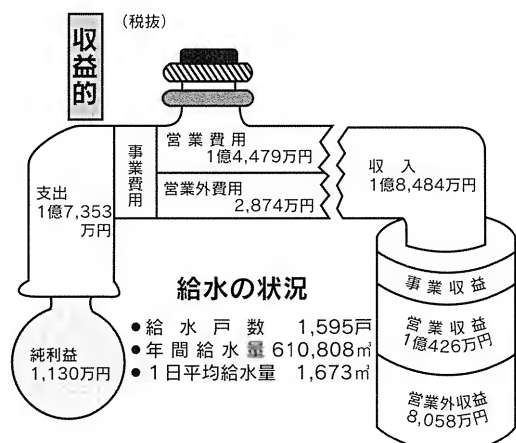 収益的
（税抜）
支出
1億7,353
万円
事業費用
営業費用
1億4,479万円
営業外費用
2,874万円
収入
1億8,484万円
事業収益
営業収益
1億426万円
営業外収益
8,058万円
純利益
1,130万円
給水の状況
●給水戸数 1,595戸
●年間給水量 610,808㎥
●1日平均給水量 1,673㎥